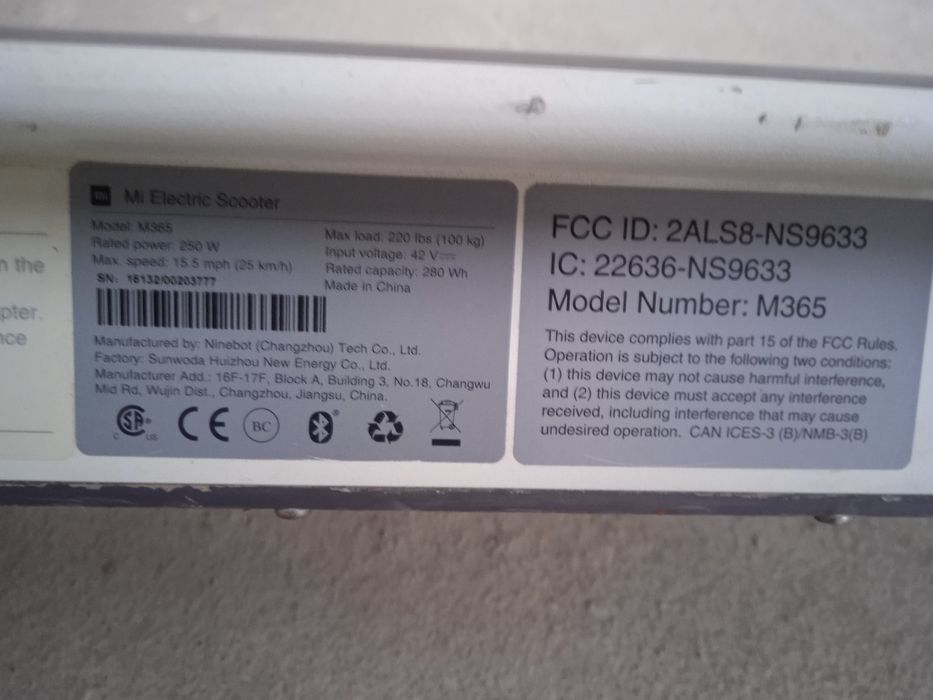 n the
pter.
nce
mi Mi Electric Scooter
Model: M365
Rated power: 250 W
Max. speed: 15.5 mph (25 km/h)
SN: 16132/00203777
Max load: 220 lbs (100 kg)
Input voltage: 42 V⎓
Rated capacity: 280 Wh
Made in China
Manufactured by: Ninebot (Changzhou) Tech Co., Ltd.
Factory: Sunwoda Huizhou New Energy Co., Ltd.
Manufacturer Add.: 16F-17F, Block A, Building 3, No.18, Changwu
Mid Rd, Wujin Dist., Changzhou, Jiangsu, China.
C SA® US CE BC ®
FCC ID: 2ALS8-NS9633
IC: 22636-NS9633
Model Number: M365
This device complies with part 15 of the FCC Rules.
Operation is subject to the following two conditions:
(1) this device may not cause harmful interference,
and (2) this device must accept any interference
received, including interference that may cause
undesired operation. CAN ICES-3 (B)/NMB-3(B)